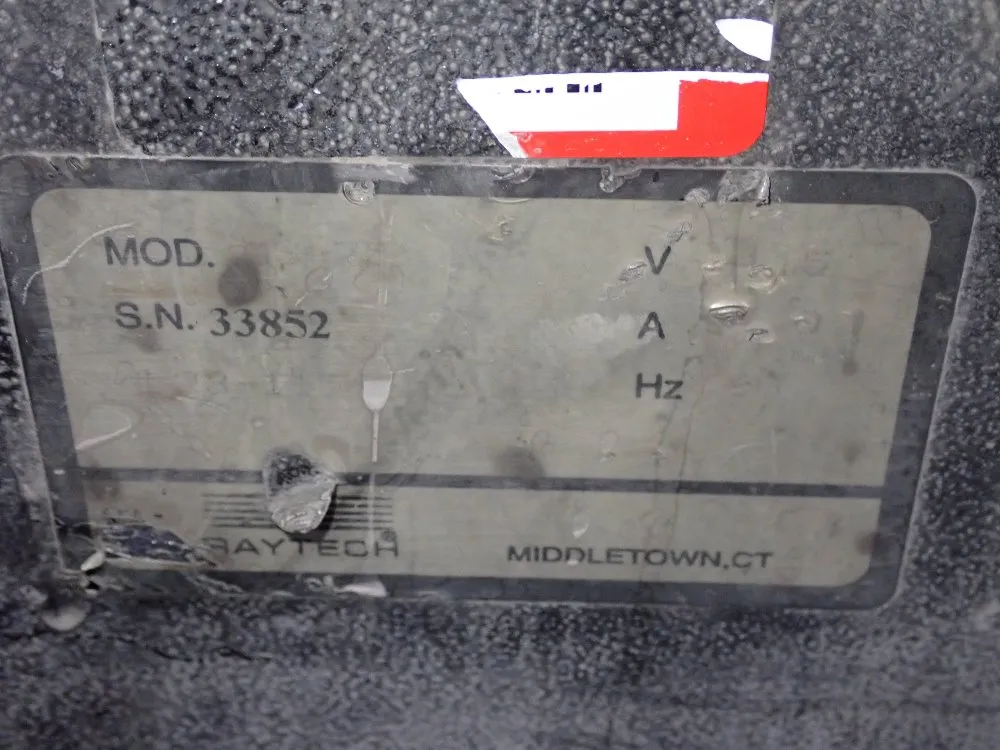 MOD.
S.N. 33852
V
A
Hz
RAYTECH®
MIDDLETOWN,CT